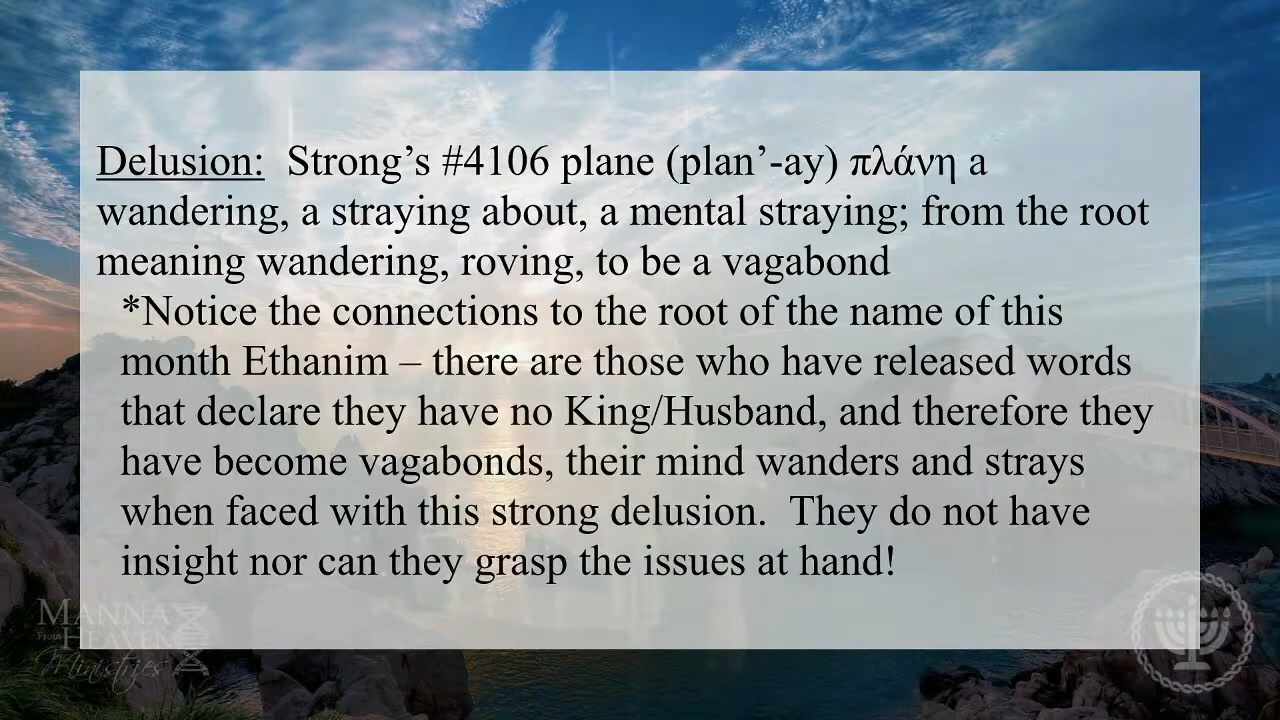 Delusion:  Strong’s #4106 plane (plan’-ay) πλάνη a
wandering, a straying about, a mental straying; from the root
meaning wandering, roving, to be a vagabond
*Notice the connections to the root of the name of this
month Ethanim – there are those who have released words
that declare they have no King/Husband, and therefore they
have become vagabonds, their mind wanders and strays
when faced with this strong delusion.  They do not have
insight nor can they grasp the issues at hand!
MANNA
From HEAVEN
Ministries